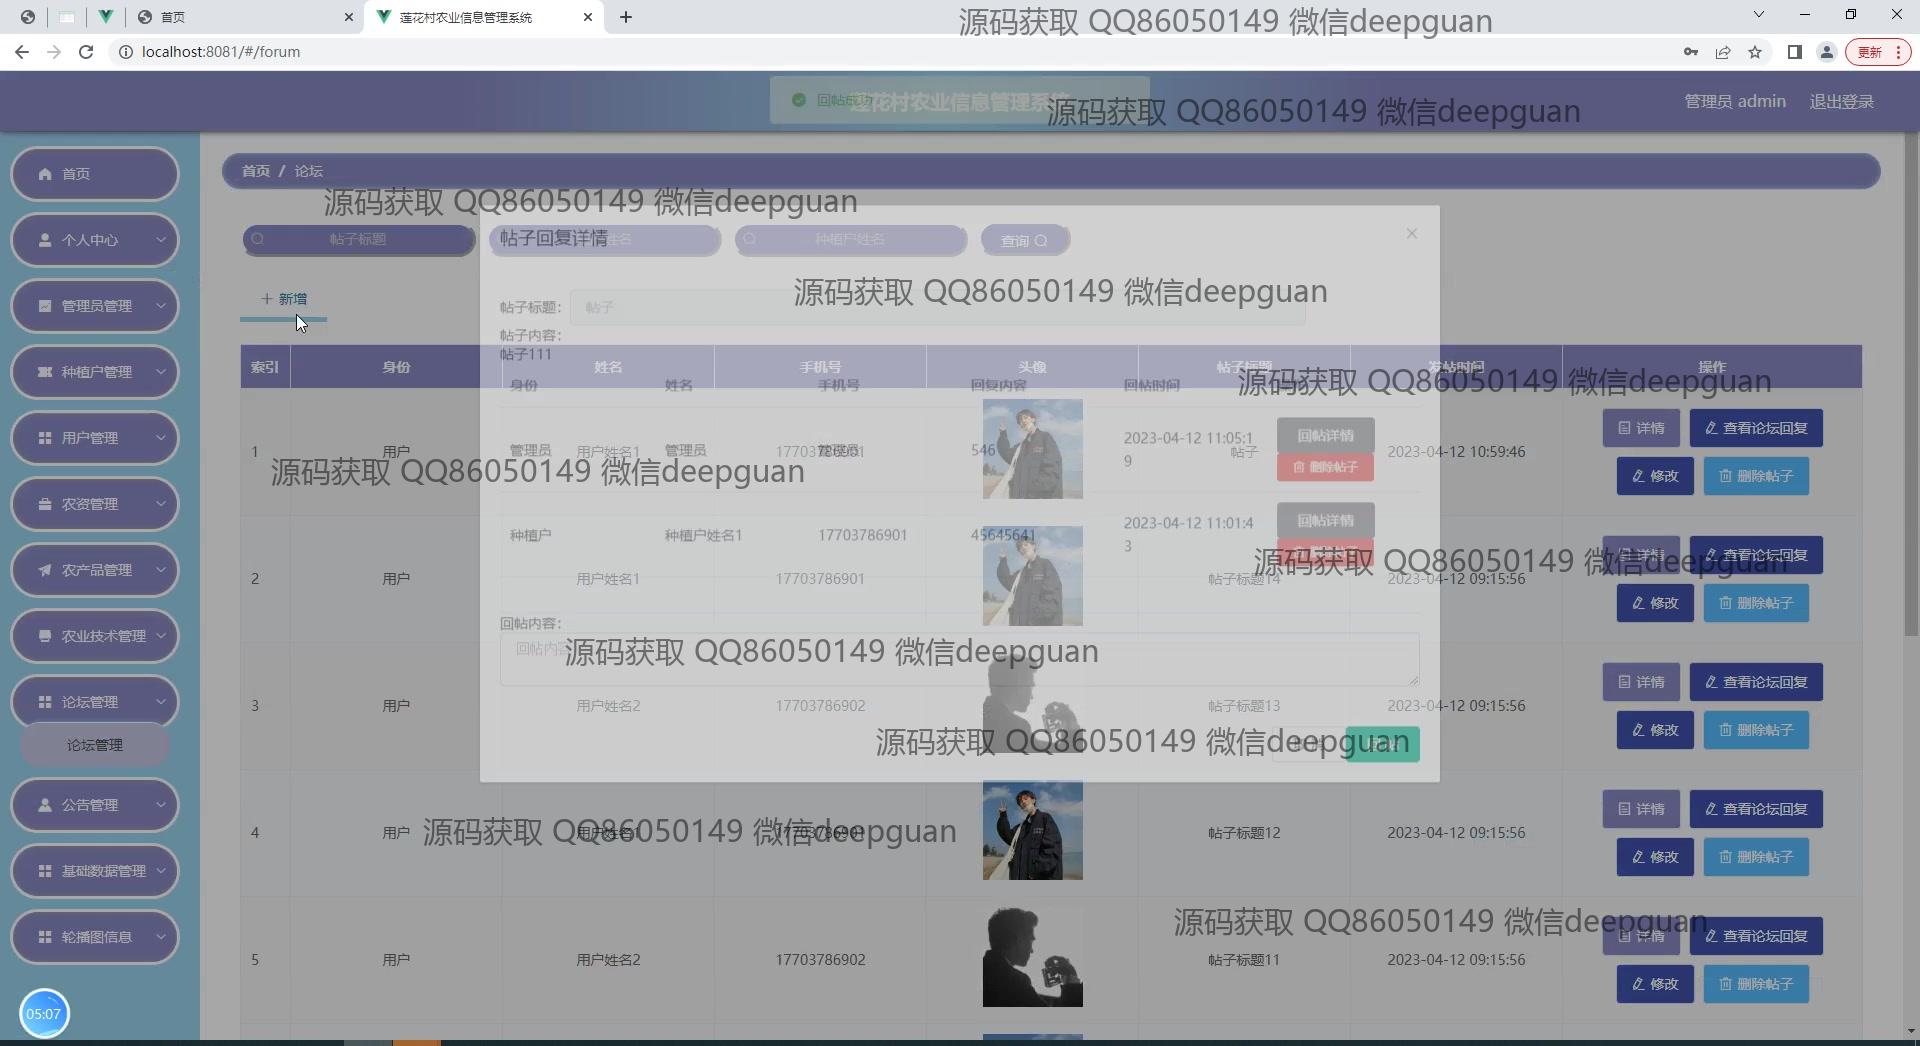 首页
莲花村农业信息管理系统
源码获取 QQ86050149 微信deepguan
localhost:8081/#/forum
更新
回帖成功
莲花村农业信息管理系统
源码获取 QQ86050149 微信deepguan
管理员 admin
退出登录
首页
个人中心
管理员管理
种植户管理
用户管理
农资管理
农产品管理
农业技术管理
论坛管理
论坛管理
公告管理
基础数据管理
轮播图信息
05:07
首页 / 论坛
源码获取 QQ86050149 微信deepguan
帖子标题
帖子回复详情
种植户姓名
查询
源码获取 QQ86050149 微信deepguan
新增
帖子标题: 帖子
帖子内容:
帖子111
索引 身份 姓名 手机号 头像 帖子标题 发帖时间 操作
身份 姓名 手机号 回复内容 回帖时间
源码获取 QQ86050149 微信deepguan
管理员 管理员 管理员 546 2023-04-12 11:05:19 回帖详情 删除帖子
1 用户 用户姓名1 17703786901 帖子 2023-04-12 10:59:46 详情 查看论坛回复 修改 删除帖子
源码获取 QQ86050149 微信deepguan
种植户 种植户姓名1 17703786901 45645641 2023-04-12 11:01:43 回帖详情
源码获取 QQ86050149 微信deepguan
2 用户 用户姓名1 17703786901 帖子标题14 2023-04-12 09:15:56 详情 查看论坛回复 修改 删除帖子
回帖内容:
回帖内容
源码获取 QQ86050149 微信deepguan
3 用户 用户姓名2 17703786902 帖子标题13 2023-04-12 09:15:56 详情 查看论坛回复 修改 删除帖子
源码获取 QQ86050149 微信deepguan
4 用户 用户姓名1 17703786901 帖子标题12 2023-04-12 09:15:56 详情 查看论坛回复 修改 删除帖子
源码获取 QQ86050149 微信deepguan
源码获取 QQ86050149 微信deepguan
5 用户 用户姓名2 17703786902 帖子标题11 2023-04-12 09:15:56 详情 查看论坛回复 修改 删除帖子